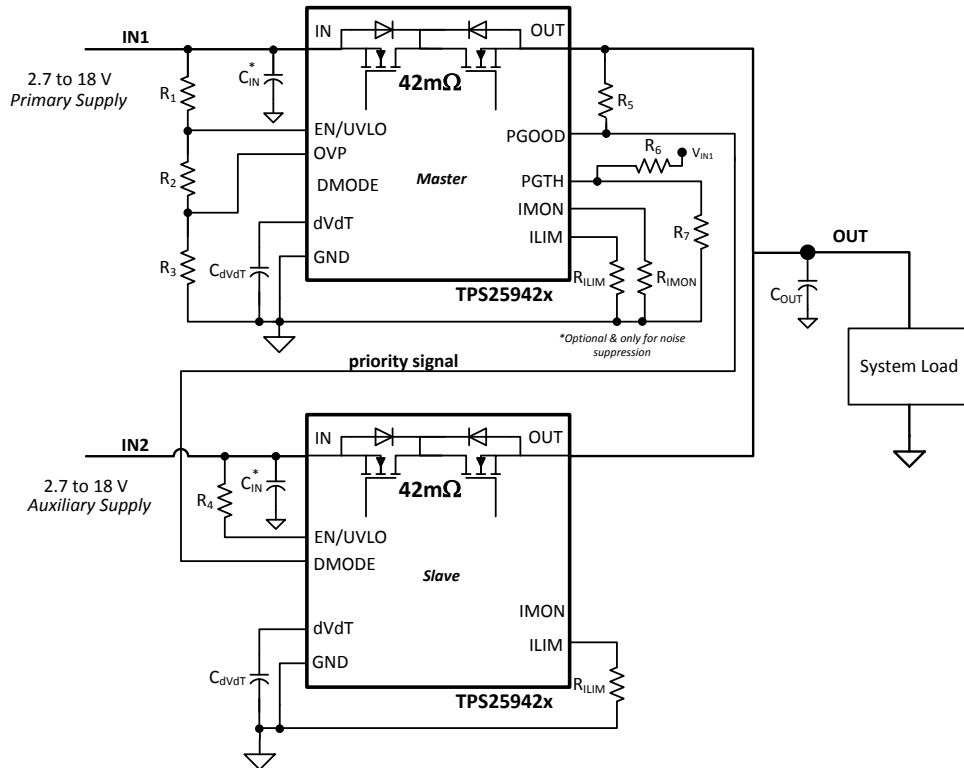 IN1
2.7 to 18 V
Primary Supply
R1
CIN*
IN
OUT
42mΩ
EN/UVLO
OVP
DMODE
dVdT
GND
Master
PGOOD
PGTH
IMON
ILIM
R2
R3
CdVdT
TPS25942x
R5
R6
VIN1
R7
RILIM
RIMON
*Optional & only for noise
suppression
OUT
COUT
System Load
priority signal
IN2
2.7 to 18 V
Auxiliary Supply
R4
CIN*
IN
OUT
42mΩ
EN/UVLO
DMODE
Slave
dVdT
GND
IMON
ILIM
CdVdT
RILIM
TPS25942x